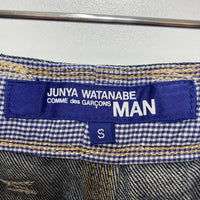 JUNYA WATANABE
COMME des GARÇONS MAN
S